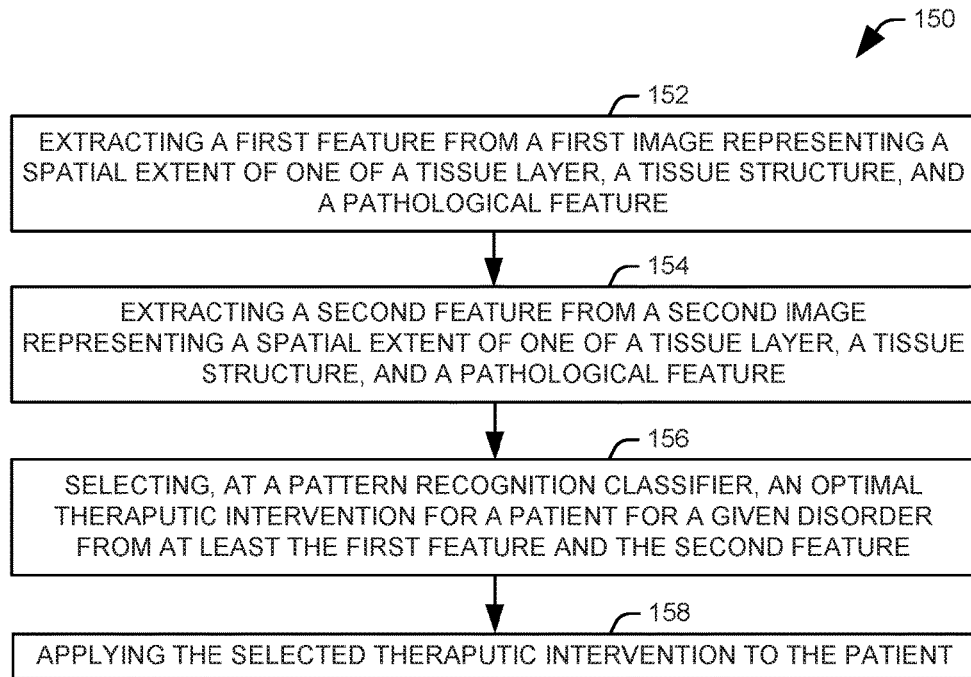 150
152
EXTRACTING A FIRST FEATURE FROM A FIRST IMAGE REPRESENTING A
SPATIAL EXTENT OF ONE OF A TISSUE LAYER, A TISSUE STRUCTURE, AND
A PATHOLOGICAL FEATURE
154
EXTRACTING A SECOND FEATURE FROM A SECOND IMAGE
REPRESENTING A SPATIAL EXTENT OF ONE OF A TISSUE LAYER, A TISSUE
STRUCTURE, AND A PATHOLOGICAL FEATURE
156
SELECTING, AT A PATTERN RECOGNITION CLASSIFIER, AN OPTIMAL
THERAPUTIC INTERVENTION FOR A PATIENT FOR A GIVEN DISORDER
FROM AT LEAST THE FIRST FEATURE AND THE SECOND FEATURE
158
APPLYING THE SELECTED THERAPUTIC INTERVENTION TO THE PATIENT